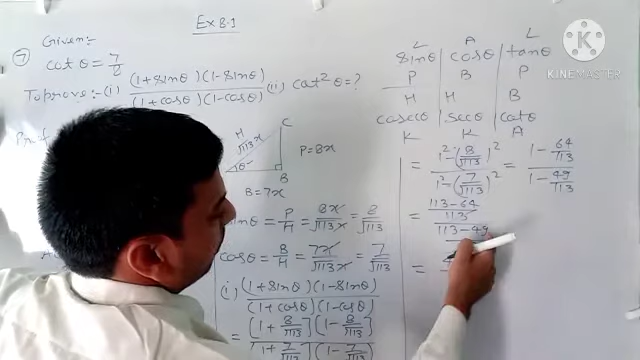 Ex 8.1
⑦ Given:-
cot θ = 7/8
To prove:- (i) (1+sinθ)(1-sinθ)/(1+cosθ)(1-cosθ) (ii) cot²θ = ?
C
H √113x
P=8x
θ
B
B = 7x
sinθ = P/H = 8x/√113x = 8/√113
cosθ = B/H = 7x/√113x = 7/√113
(i) (1+sinθ)(1-sinθ)/(1+cosθ)(1-cosθ)
= [1+8/√113][1-8/√113]/[1+7/√113][1-7/√113]
L A L
sinθ cosθ tanθ
P B P
H H B
cosecθ secθ cotθ
K K A
= 1²-(8/√113)²/1²-(7/√113)² = 1-64/113/1-49/113
= 113-64/113/113-49
=
KINEMASTER